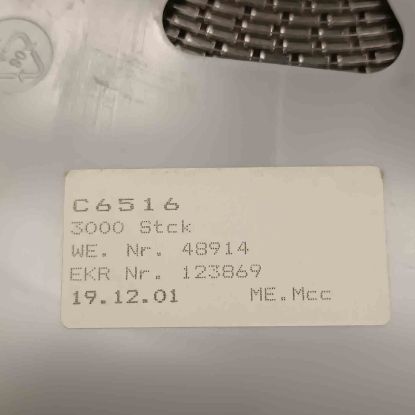 C6516
3000 Stck
WE. Nr. 48914
EKR Nr. 123869
19.12.01 ME.Mcc